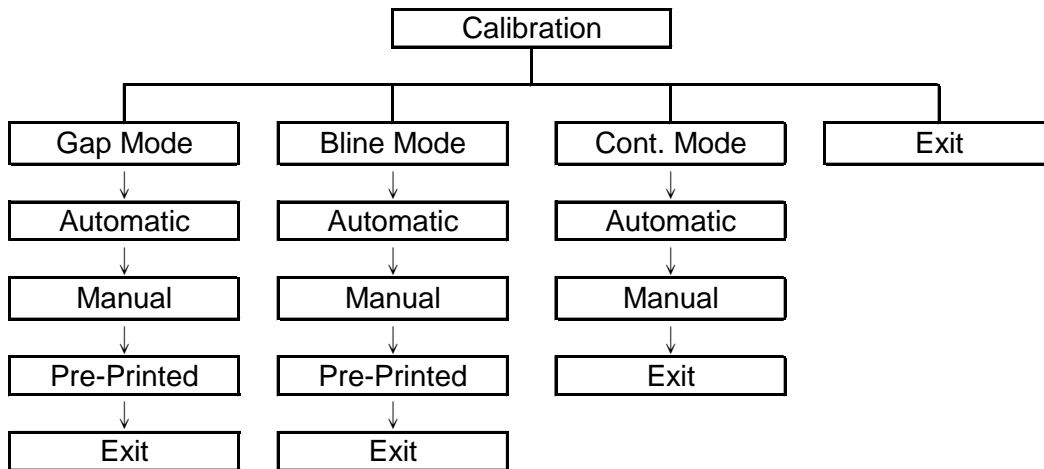 Calibration
Gap Mode
Bline Mode
Cont. Mode
Exit
Automatic
Automatic
Automatic
Manual
Manual
Manual
Pre-Printed
Pre-Printed
Exit
Exit
Exit